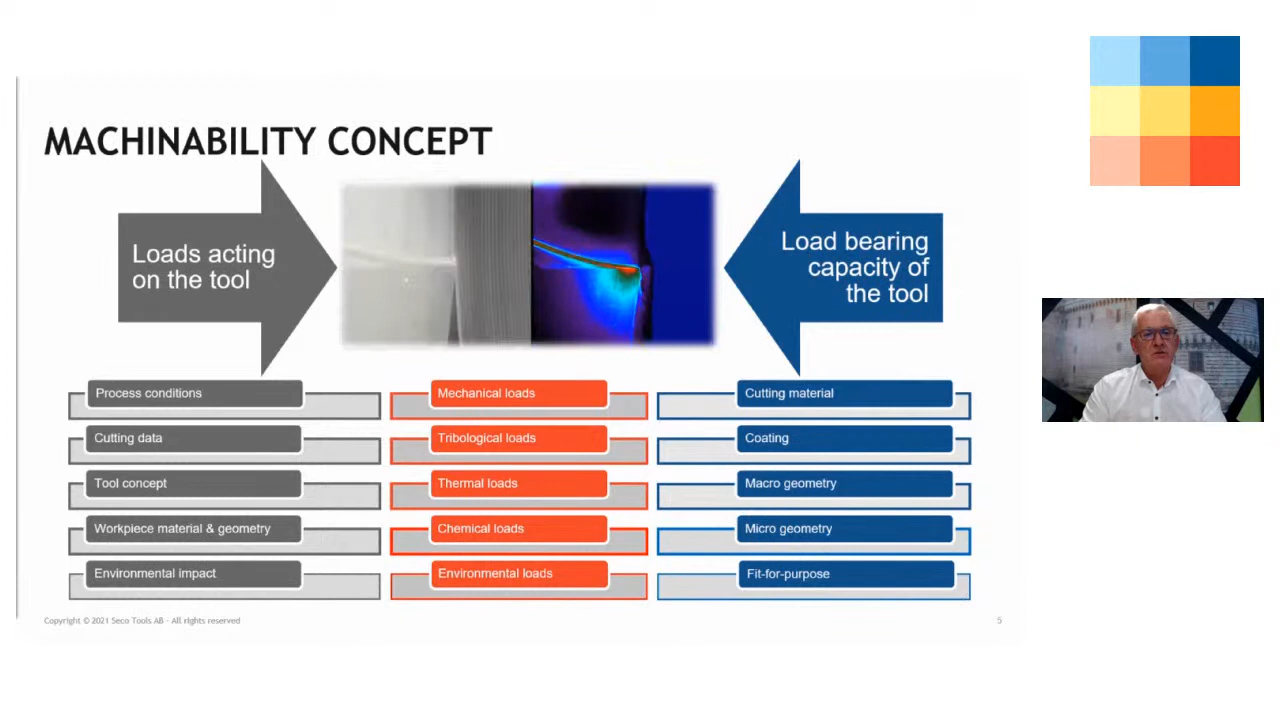 MACHINABILITY CONCEPT
Loads acting
on the tool
Load bearing
capacity of
the tool
Process conditions
Mechanical loads
Cutting material
Cutting data
Tribological loads
Coating
Tool concept
Thermal loads
Macro geometry
Workpiece material & geometry
Chemical loads
Micro geometry
Environmental impact
Environmental loads
Fit-for-purpose
Copyright © 2021 Seco Tools AB - All rights reserved
5